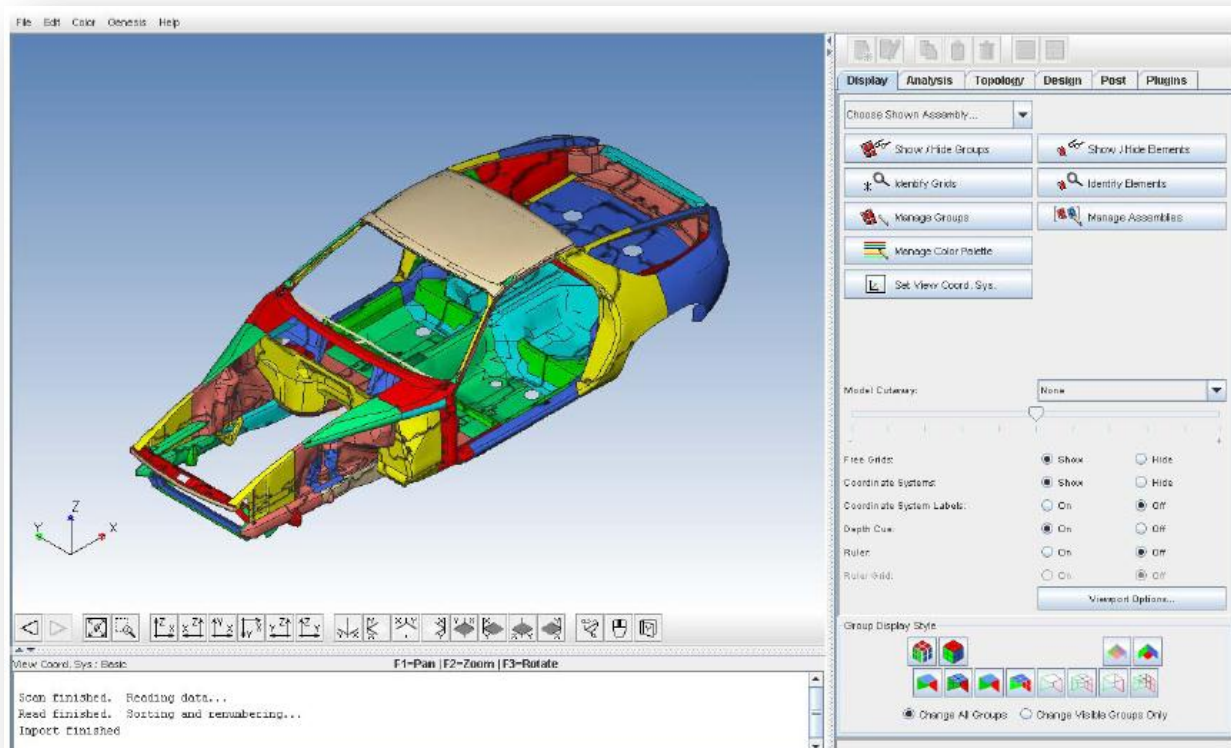 File Edit Color Genesis Help
Display Analysis Topology Design Post Plugins
Choose Shown Assembly...
Show / Hide Groups Show / Hide Elements
Identify Grids Identify Elements
Manage Groups Manage Assemblies
Manage Color Palette
Set View Coord. Sys.
Model Cutaway: None
- +
Free Grids: Show Hide
Coordinate Systems: Show Hide
Coordinate System Labels: On Off
Depth Cue: On Off
Ruler: On Off
Ruler Grid: On Off
Viewport Options...
Group Display Style
Change All Groups Change Visible Groups Only
Z
Y X
View Coord. Sys.: Basic F1=Pan | F2=Zoom | F3=Rotate
Scan finished. Reading data...
Read finished. Sorting and renumbering...
Import finished